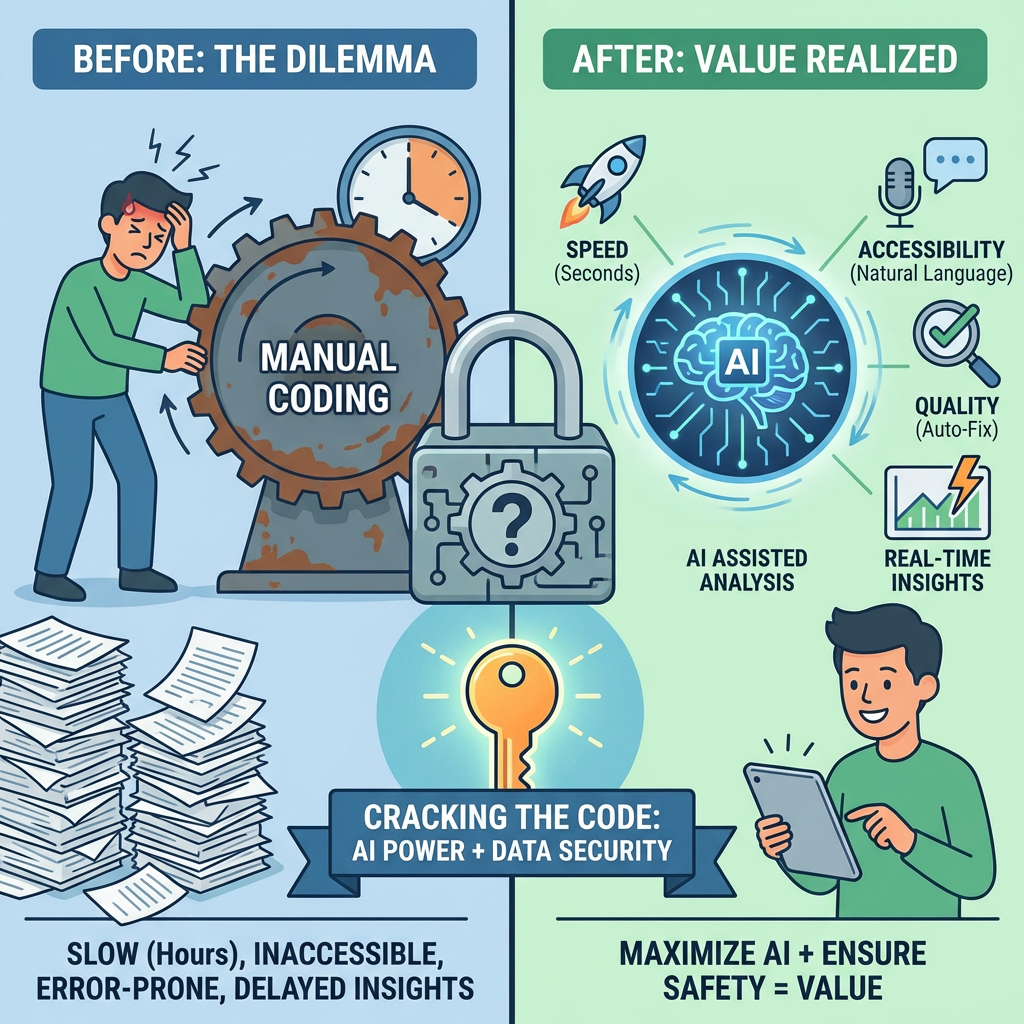 BEFORE: THE DILEMMA
MANUAL
CODING
?
SLOW (Hours), INACCESSIBLE,
ERROR-PRONE, DELAYED INSIGHTS
CRACKING THE CODE:
AI POWER + DATA SECURITY
AFTER: VALUE REALIZED
SPEED
(Seconds)
ACCESSIBILITY
(Natural Language)
AI
QUALITY
(Auto-Fix)
AI ASSISTED
ANALYSIS
REAL-TIME
INSIGHTS
MAXIMIZE AI + ENSURE
SAFETY = VALUE